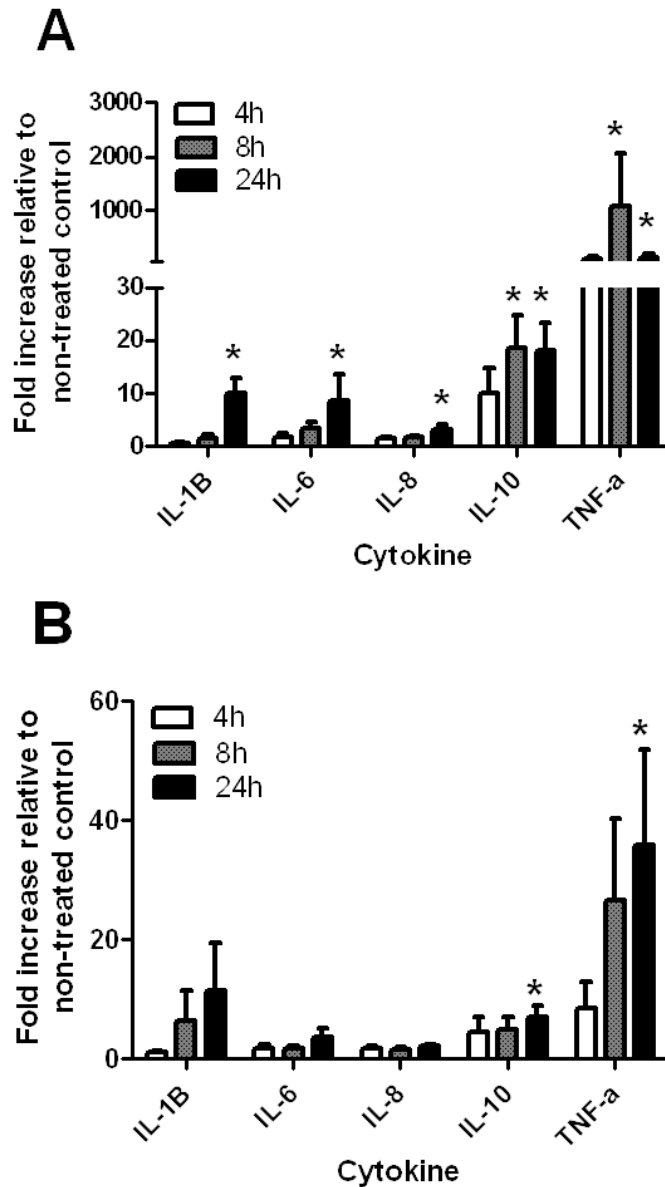 A
Fold increase relative to
non-treated control
3000
2000
1000
30
20
10
0
4h
8h
24h
*
*
*
*
*
*
*
IL-1B
IL-6
IL-8
IL-10
TNF-a
Cytokine
B
Fold increase relative to
non-treated control
60
40
20
0
4h
8h
24h
*
*
IL-1B
IL-6
IL-8
IL-10
TNF-a
Cytokine